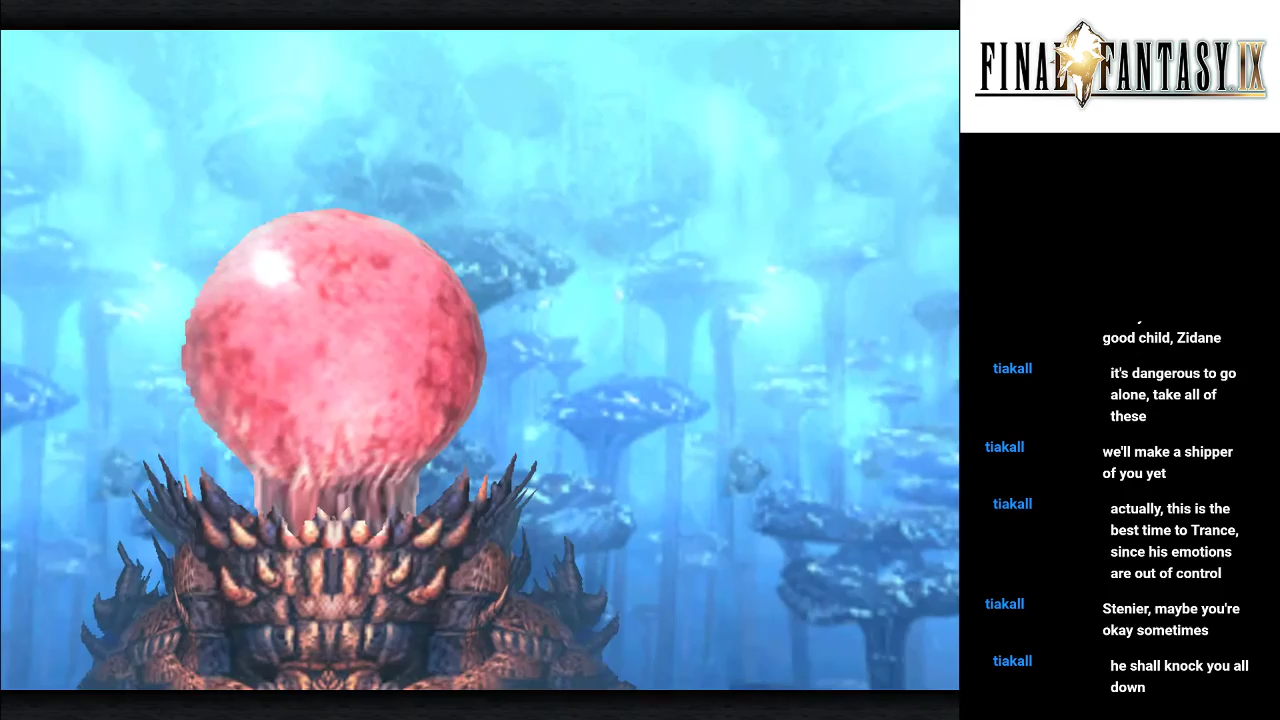 FINAL FANTASY IX
good child, Zidane
tiakall
it's dangerous to go
alone, take all of
these
tiakall
we'll make a shipper
of you yet
tiakall
actually, this is the
best time to Trance,
since his emotions
are out of control
tiakall
Stenier, maybe you're
okay sometimes
tiakall
he shall knock you all
down